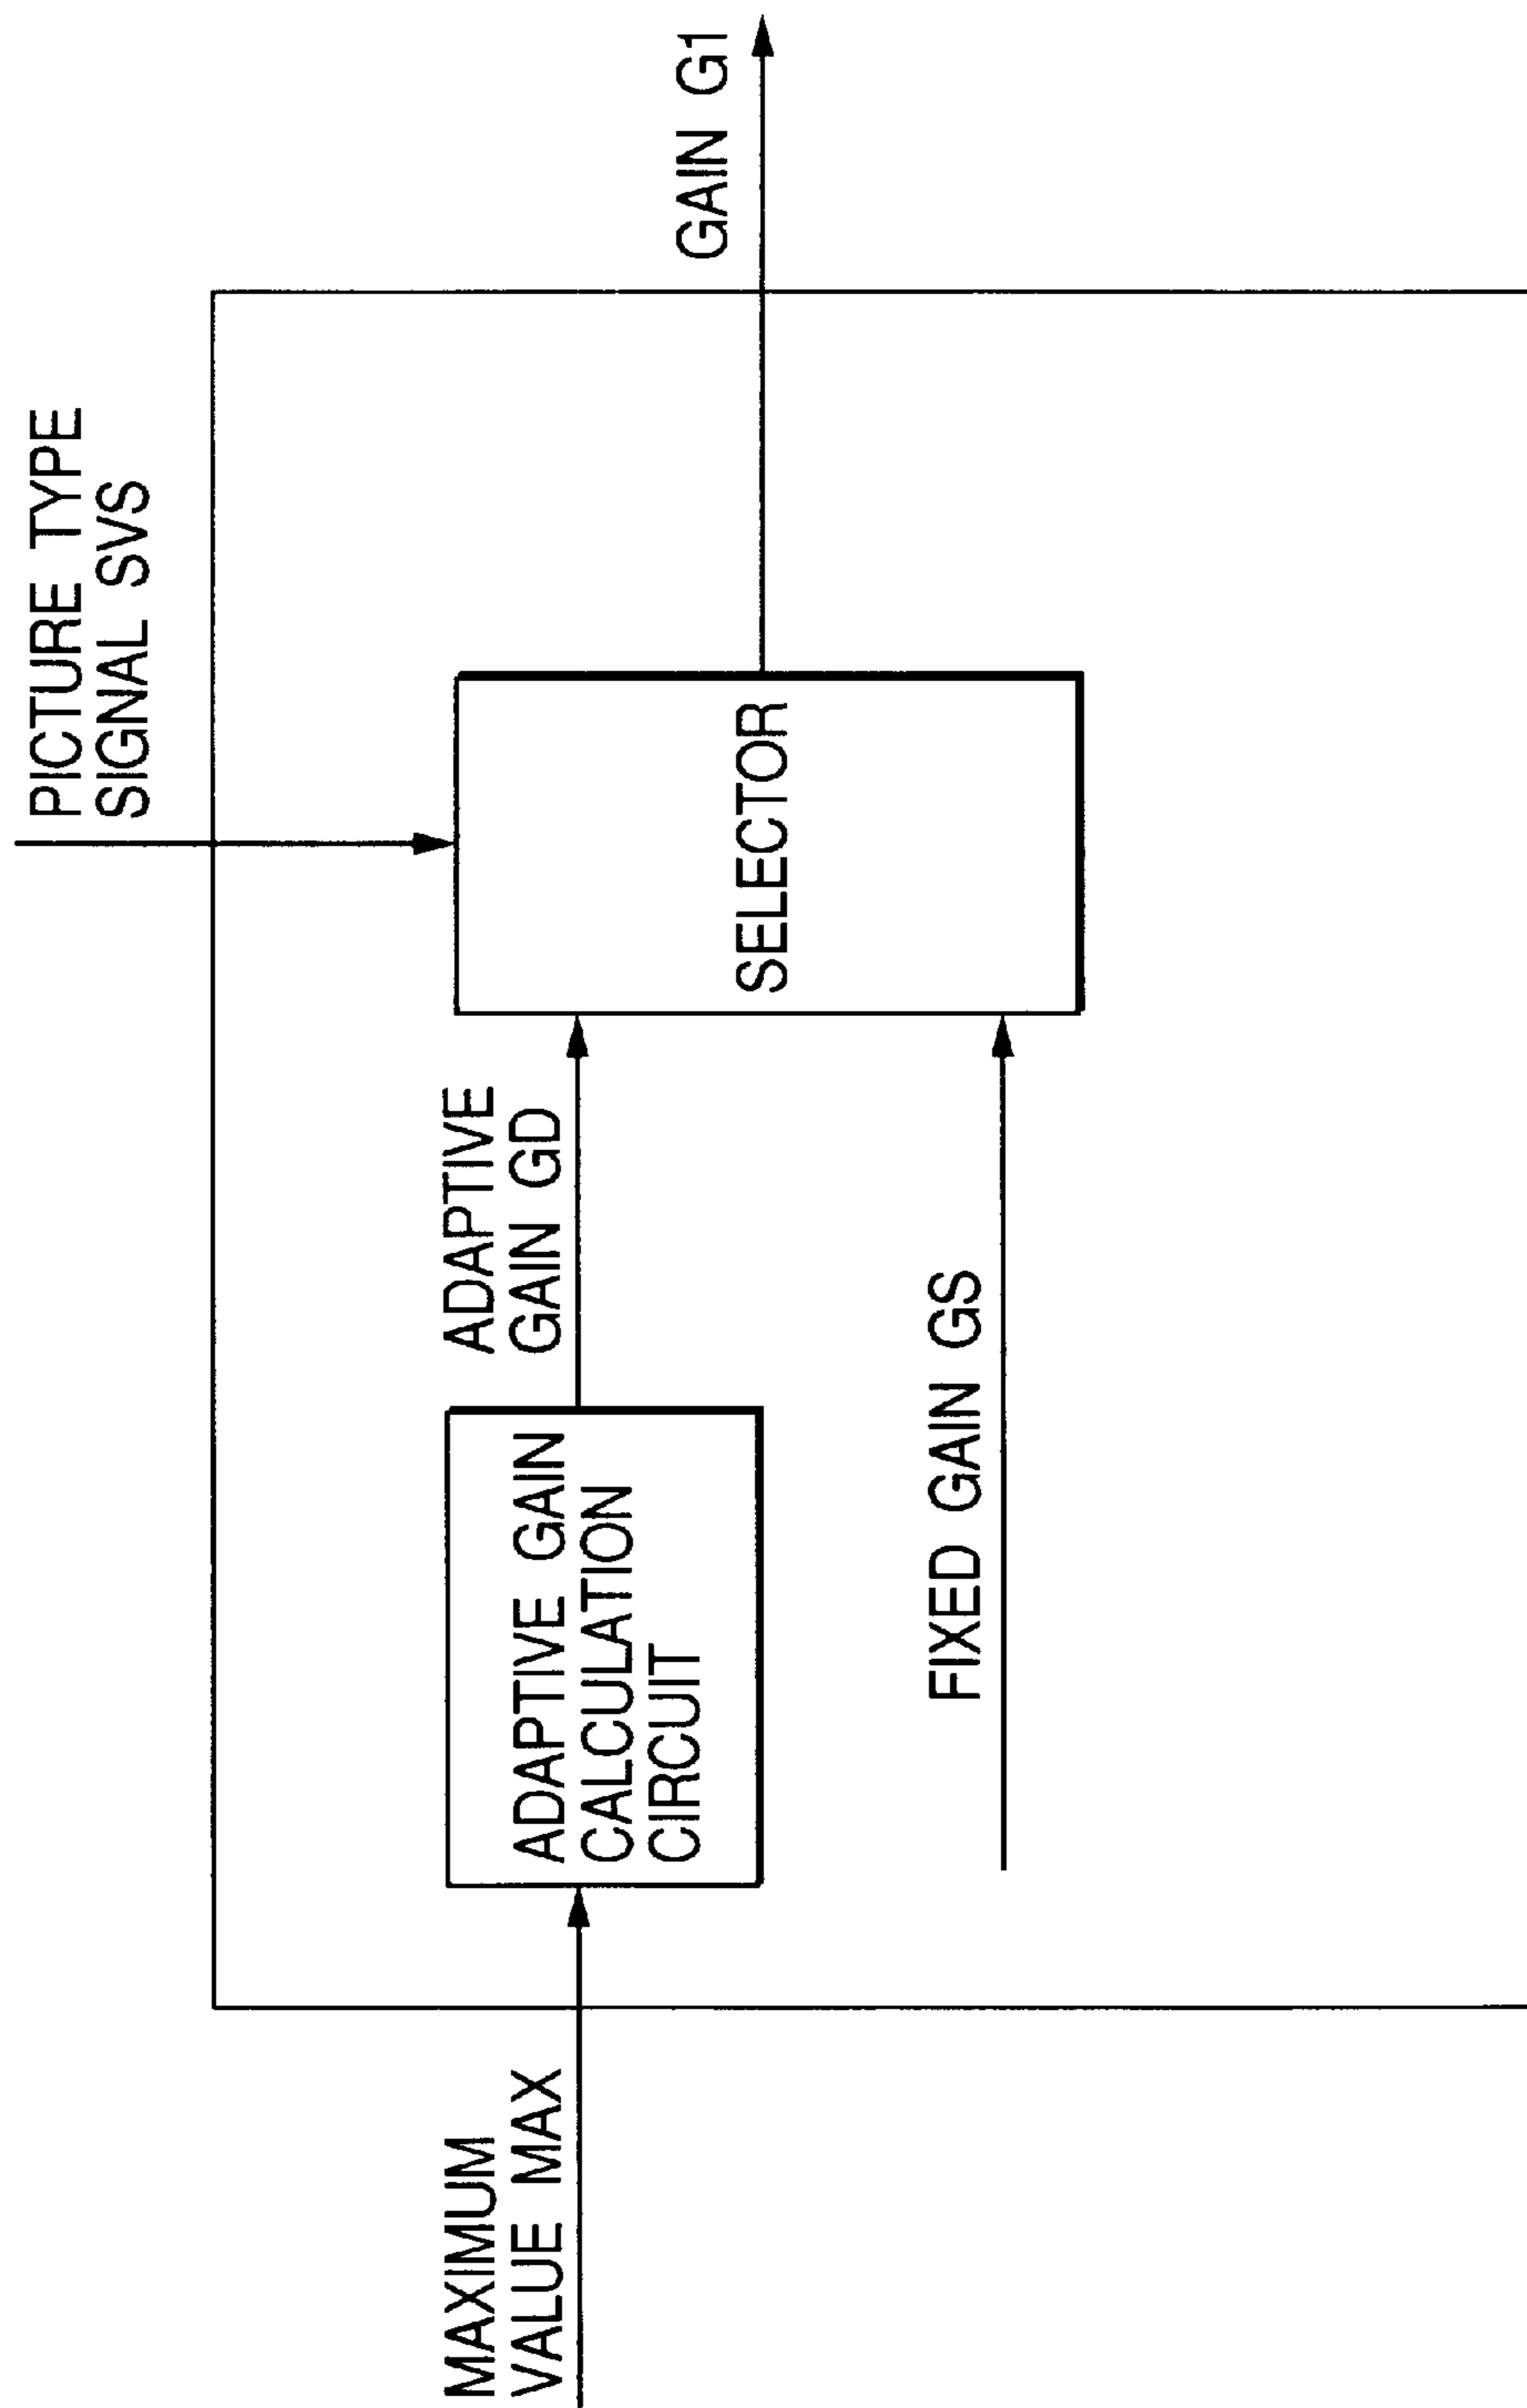 PICTURE TYPE
SIGNAL SVS
MAXIMUM
VALUE MAX
ADAPTIVE GAIN
CALCULATION
CIRCUIT
ADAPTIVE
GAIN GD
FIXED GAIN GS
SELECTOR
GAIN G1